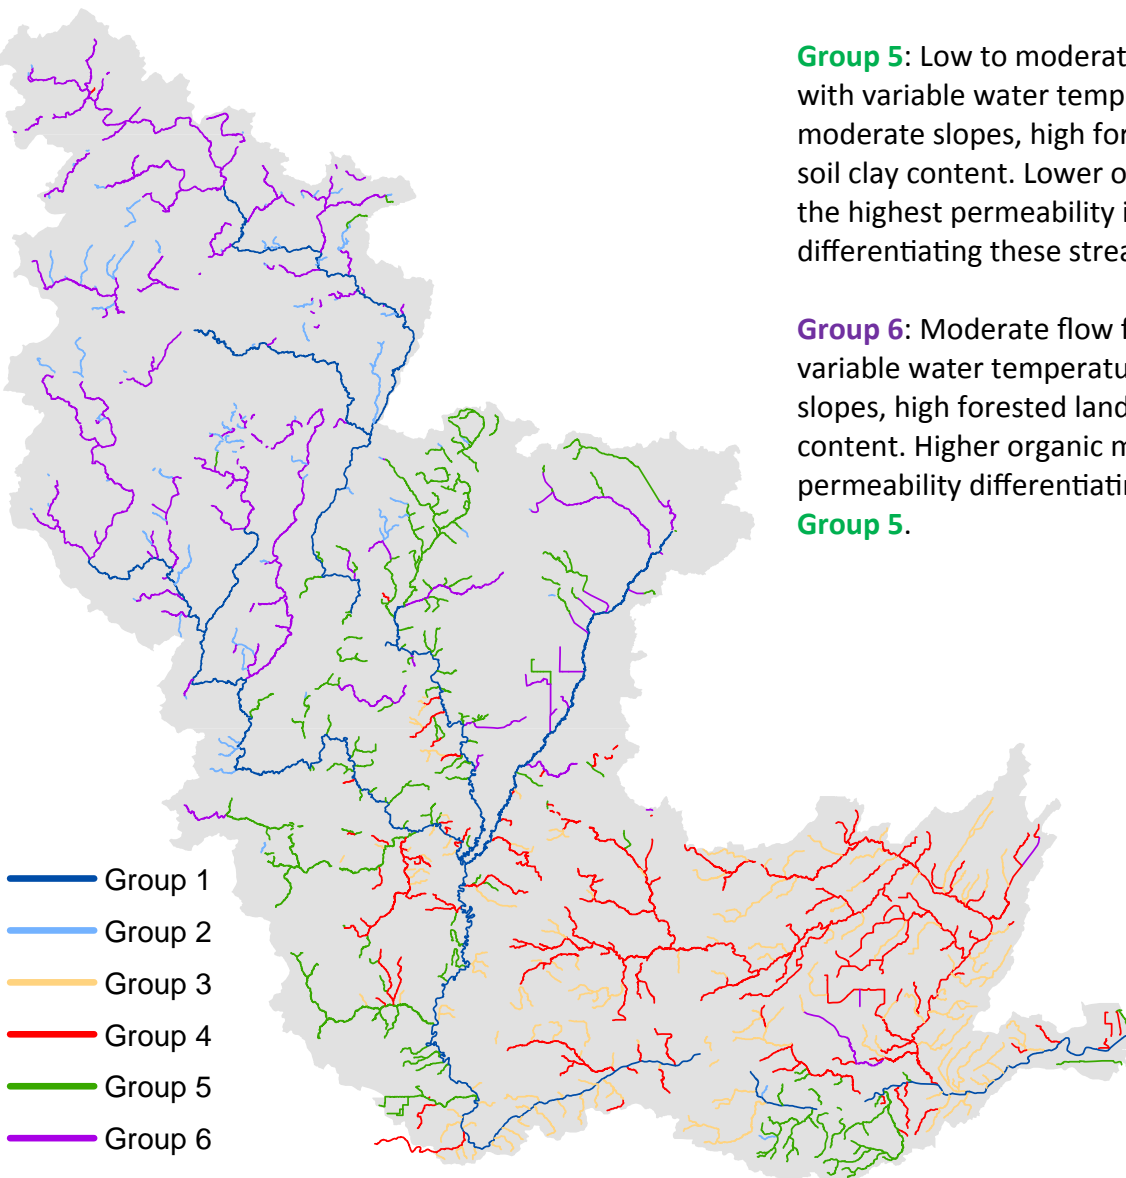 Group 5: Low to moderat
with variable water temp
moderate slopes, high for
soil clay content. Lower o
the highest permeability i
differentiating these strea
Group 6: Moderate flow f
variable water temperatu
slopes, high forested land
content. Higher organic m
permeability differentiatin
Group 5.
Group 1
Group 2
Group 3
Group 4
Group 5
Group 6